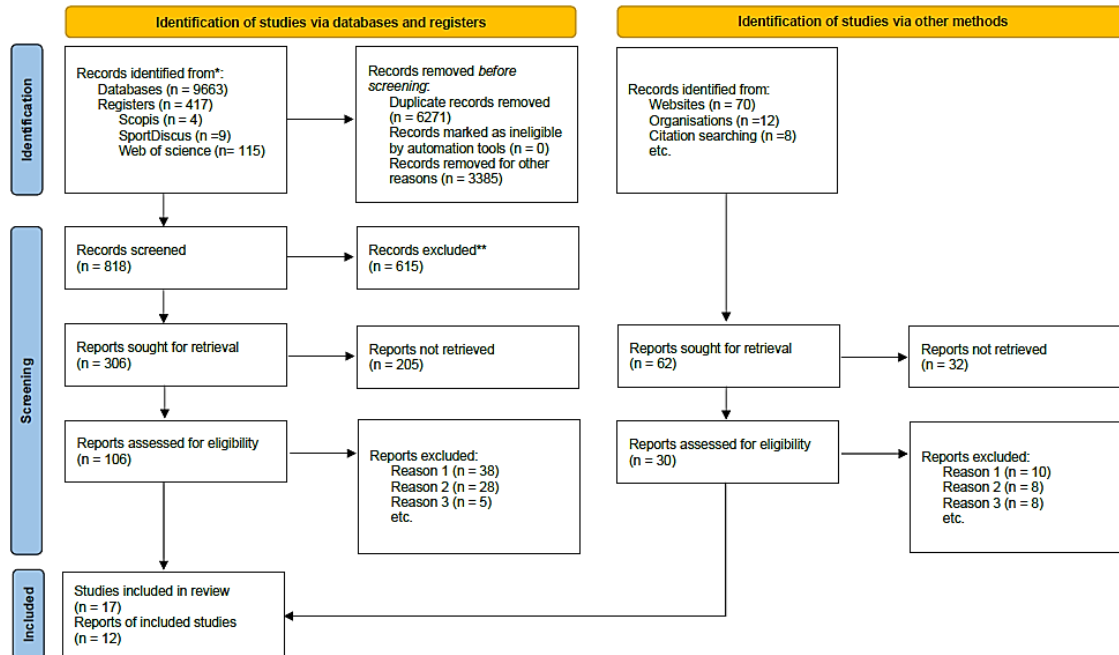 Identification of studies via databases and registers
Identification of studies via other methods
Identification
Records identified from*:
Databases (n = 9663)
Registers (n = 417)
Scopis (n = 4)
SportDiscus (n =9)
Web of science (n= 115)
Records removed before
screening:
Duplicate records removed
(n = 6271)
Records marked as ineligible
by automation tools (n = 0)
Records removed for other
reasons (n = 3385)
Records identified from:
Websites (n = 70)
Organisations (n =12)
Citation searching (n =8)
etc.
Screening
Records screened
(n = 818)
Records excluded**
(n = 615)
Reports sought for retrieval
(n = 306)
Reports not retrieved
(n = 205)
Reports sought for retrieval
(n = 62)
Reports not retrieved
(n = 32)
Reports assessed for eligibility
(n = 106)
Reports excluded:
Reason 1 (n = 38)
Reason 2 (n = 28)
Reason 3 (n = 5)
etc.
Reports assessed for eligibility
(n = 30)
Reports excluded:
Reason 1 (n = 10)
Reason 2 (n = 8)
Reason 3 (n = 8)
etc.
Included
Studies included in review
(n = 17)
Reports of included studies
(n = 12)